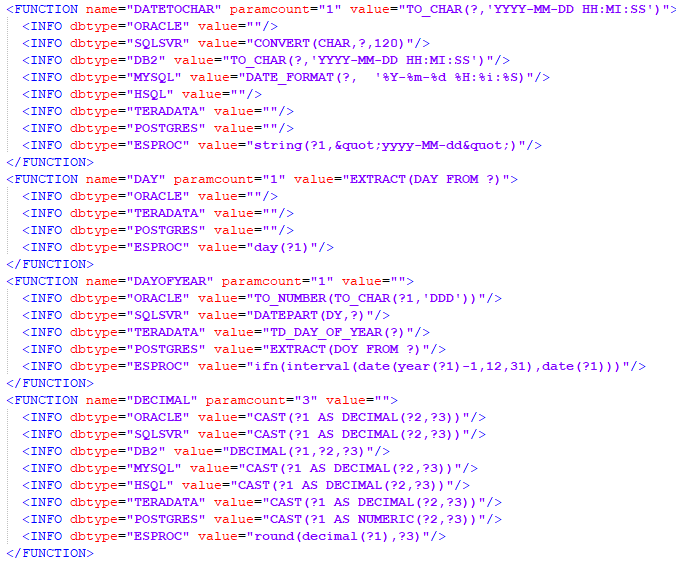 <FUNCTION name="DATETOCHAR" paramcount="1" value="TO_CHAR(?,'YYYY-MM-DD HH:MI:SS')">
<INFO dbtype="ORACLE" value=""/>
<INFO dbtype="SQLSVR" value="CONVERT(CHAR,?,120)"/>
<INFO dbtype="DB2" value="TO_CHAR(?,'YYYY-MM-DD HH:MI:SS')"/>
<INFO dbtype="MYSQL" value="DATE_FORMAT(?,  '%Y-%m-%d %H:%i:%S)"/>
<INFO dbtype="HSQL" value=""/>
<INFO dbtype="TERADATA" value=""/>
<INFO dbtype="POSTGRES" value=""/>
<INFO dbtype="ESPROC" value="string(?1,&quot;yyyy-MM-dd&quot;)"/>
</FUNCTION>
<FUNCTION name="DAY" paramcount="1" value="EXTRACT(DAY FROM ?)">
<INFO dbtype="ORACLE" value=""/>
<INFO dbtype="TERADATA" value=""/>
<INFO dbtype="POSTGRES" value=""/>
<INFO dbtype="ESPROC" value="day(?1)"/>
</FUNCTION>
<FUNCTION name="DAYOFYEAR" paramcount="1" value="">
<INFO dbtype="ORACLE" value="TO_NUMBER(TO_CHAR(?1,'DDD'))"/>
<INFO dbtype="SQLSVR" value="DATEPART(DY,?)"/>
<INFO dbtype="TERADATA" value="TD_DAY_OF_YEAR(?)"/>
<INFO dbtype="POSTGRES" value="EXTRACT(DOY FROM ?)"/>
<INFO dbtype="ESPROC" value="ifn(interval(date(year(?1)-1,12,31),date(?1)))"/>
</FUNCTION>
<FUNCTION name="DECIMAL" paramcount="3" value="">
<INFO dbtype="ORACLE" value="CAST(?1 AS DECIMAL(?2,?3))"/>
<INFO dbtype="SQLSVR" value="CAST(?1 AS DECIMAL(?2,?3))"/>
<INFO dbtype="DB2" value="DECIMAL(?1,?2,?3)"/>
<INFO dbtype="MYSQL" value="CAST(?1 AS DECIMAL(?2,?3))"/>
<INFO dbtype="HSQL" value="CAST(?1 AS DECIMAL(?2,?3))"/>
<INFO dbtype="TERADATA" value="CAST(?1 AS DECIMAL(?2,?3))"/>
<INFO dbtype="POSTGRES" value="CAST(?1 AS NUMERIC(?2,?3))"/>
<INFO dbtype="ESPROC" value="round(decimal(?1),?3)"/>
</FUNCTION>